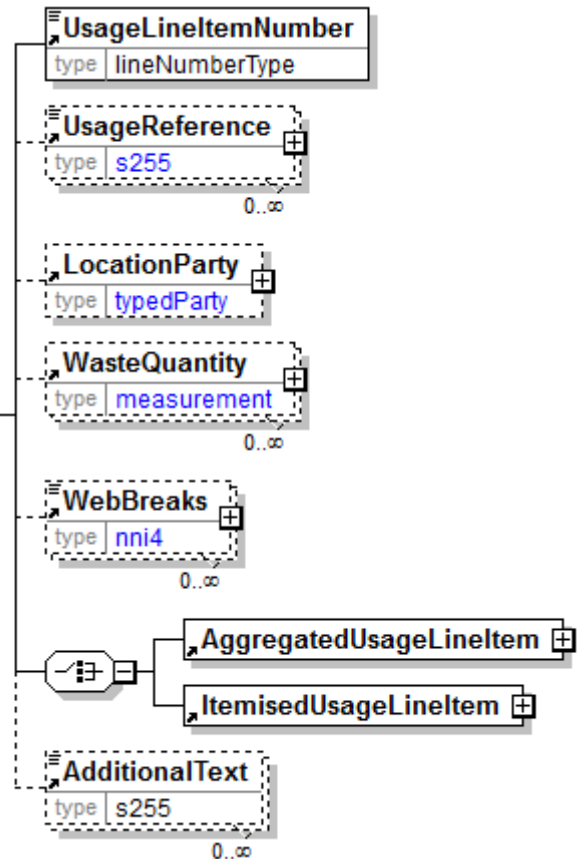 UsageLineItemNumber
type lineNumberType
UsageReference
type s255
0..∞
LocationParty
type typedParty
WasteQuantity
type measurement
0..∞
WebBreaks
type nni4
0..∞
AggregatedUsageLineItem
ItemisedUsageLineItem
AdditionalText
type s255
0..∞